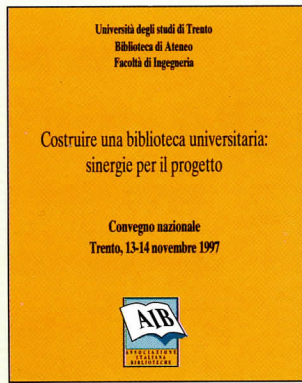 Università degli studi di Trento
Biblioteca di Ateneo
Facoltà di Ingegneria
Costruire una biblioteca universitaria:
sinergie per il progetto
Convegno nazionale
Trento, 13-14 novembre 1997
AIB
ASSOCIAZIONE
ITALIANA
BIBLIOTECHE